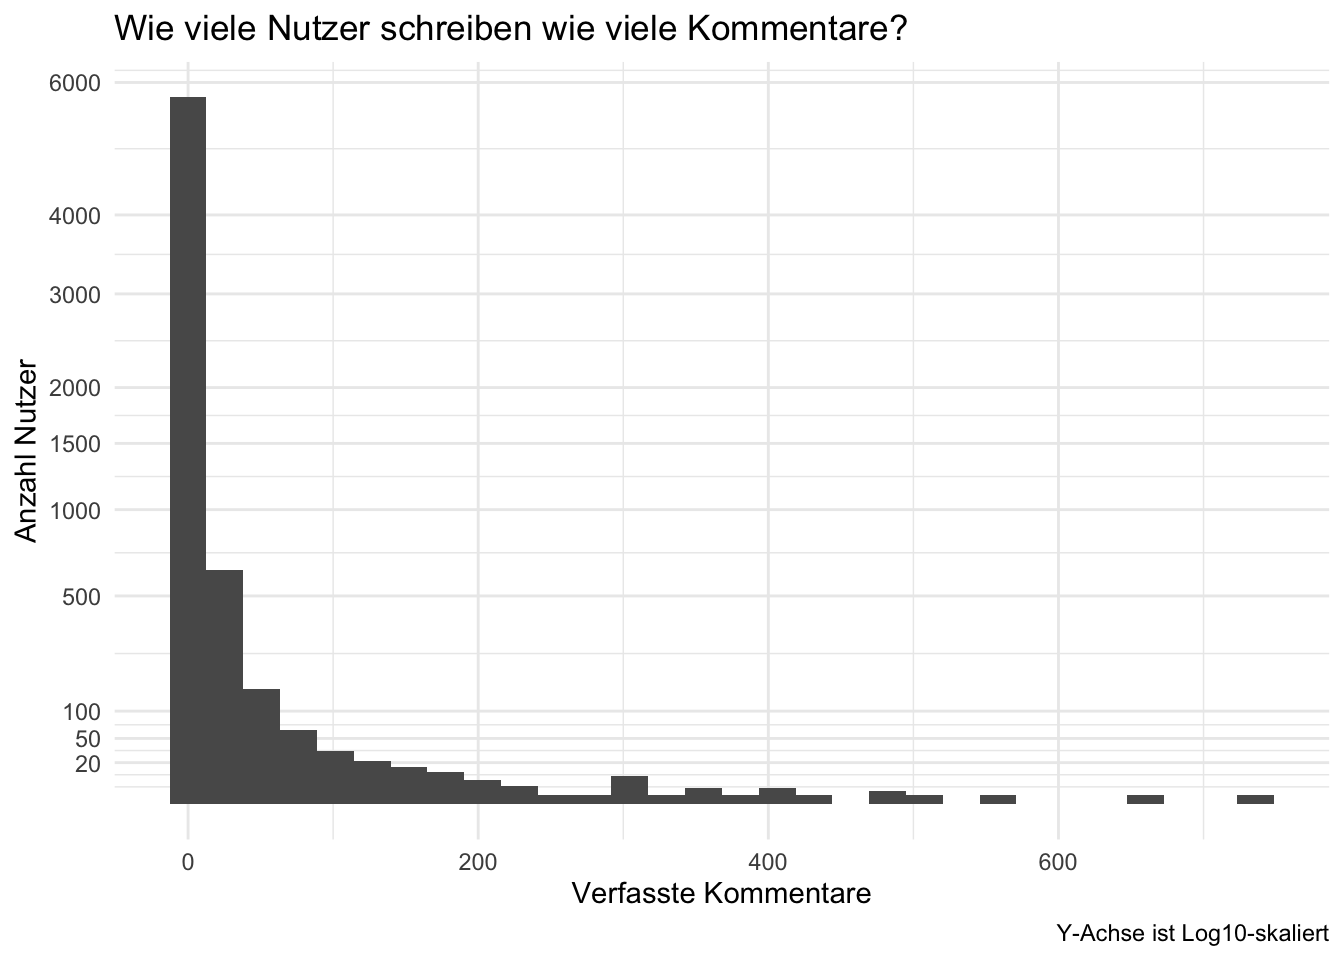 Wie viele Nutzer schreiben wie viele Kommentare?
6000
4000
3000
2000
1500
1000
500
100
50
20
Anzahl Nutzer
0 200 400 600
Verfasste Kommentare
Y-Achse ist Log10-skaliert